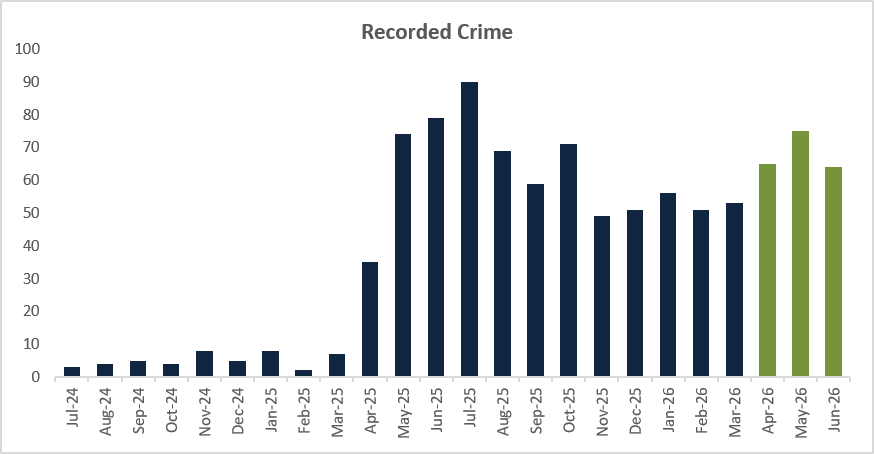 Recorded Crime
100
90
80
70
60
50
40
30
20
10
0
Jul-24
Aug-24
Sep-24
Oct-24
Nov-24
Dec-24
Jan-25
Feb-25
Mar-25
Apr-25
May-25
Jun-25
Jul-25
Aug-25
Sep-25
Oct-25
Nov-25
Dec-25
Jan-26
Feb-26
Mar-26
Apr-26
May-26
Jun-26